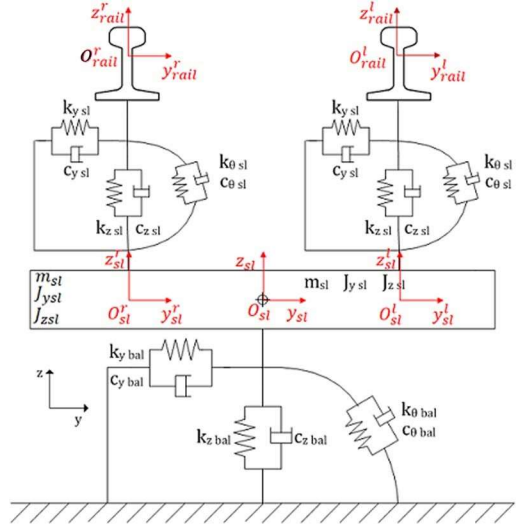 z^r_rail
z^l_rail
O^r_rail
y^r_rail
O^l_rail
y^l_rail
k_y sl
k_y sl
c_y sl
c_y sl
k_θ sl
c_θ sl
k_θ sl
c_θ sl
k_z sl
c_z sl
k_z sl
c_z sl
z^r_sl
z_sl
z^l_sl
m_sl
J_ysl
J_zsl
m_sl J_y sl J_z sl
O^r_sl
y^r_sl
O_sl
y_sl
O^l_sl
y^l_sl
k_y bal
c_y bal
z
y
k_z bal
c_z bal
k_θ bal
c_θ bal